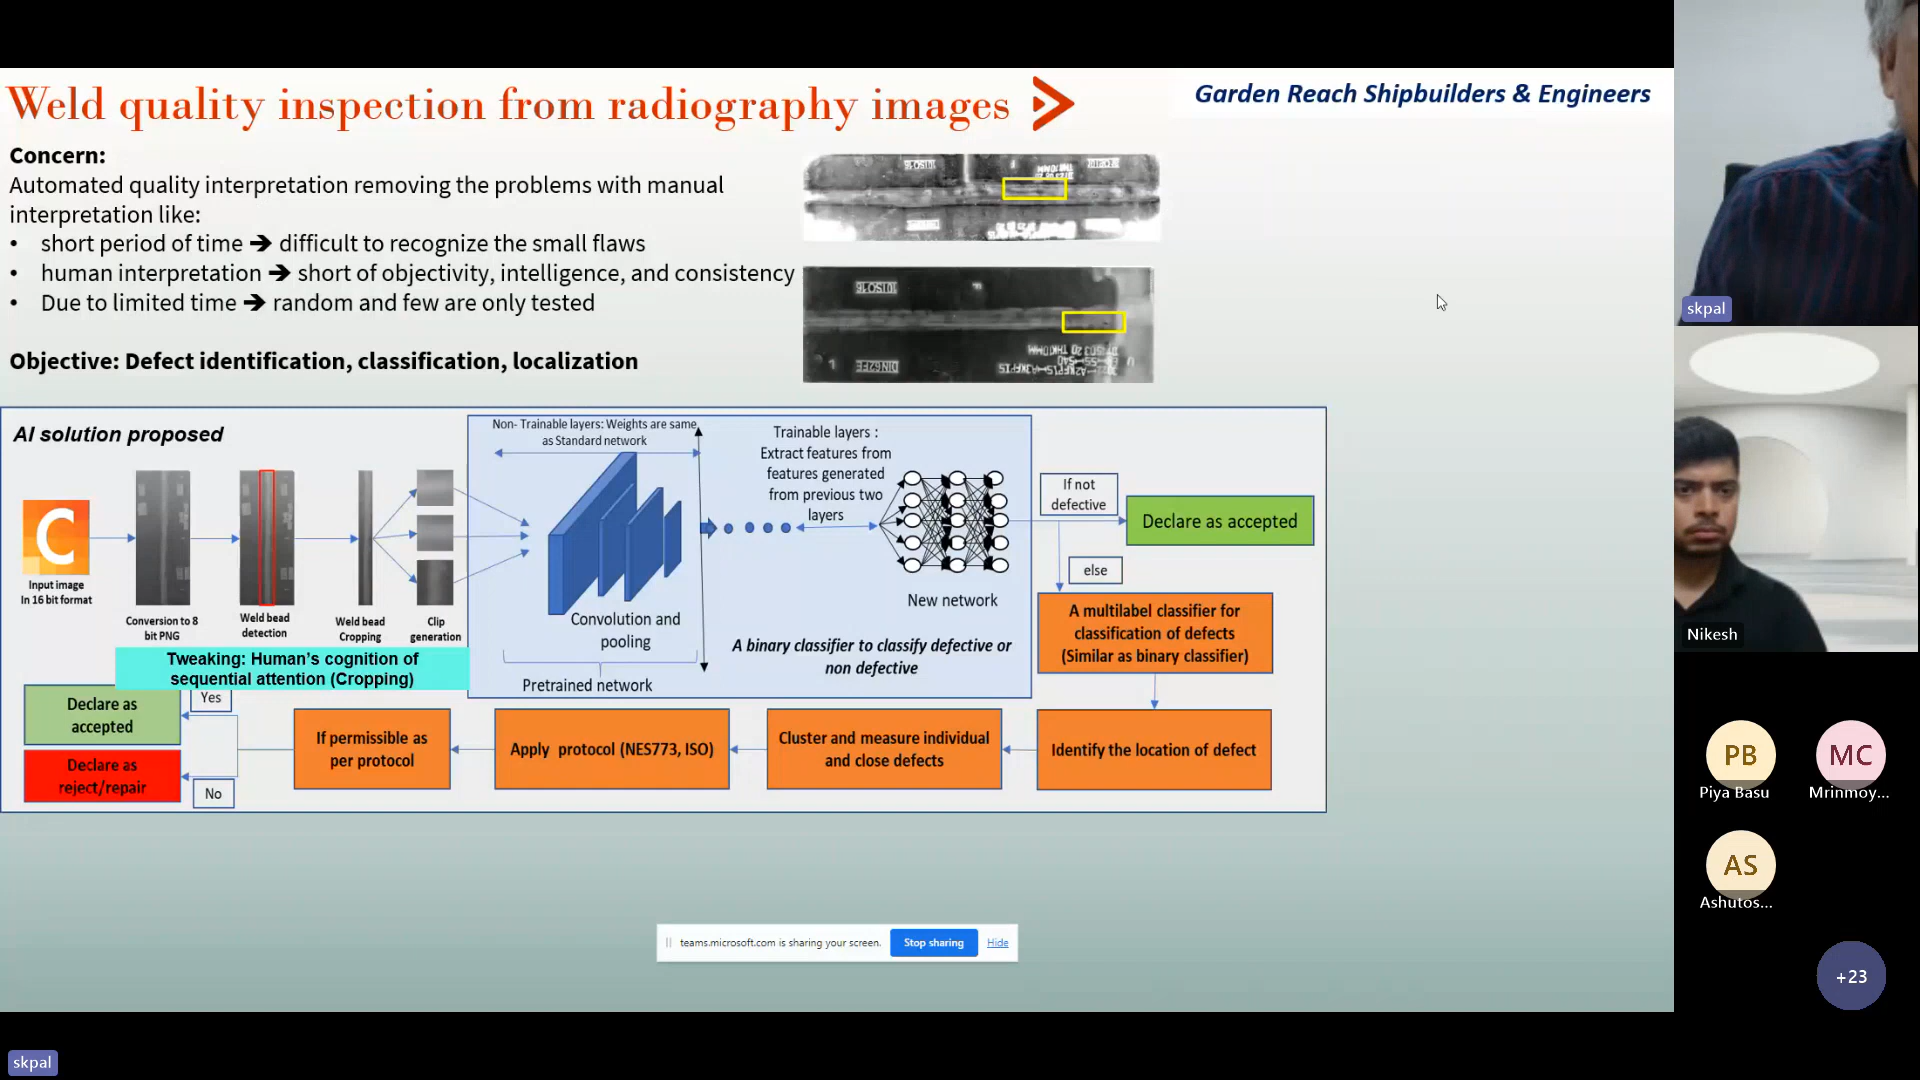 Weld quality inspection from radiography images
Garden Reach Shipbuilders & Engineers
Concern:
Automated quality interpretation removing the problems with manual
interpretation like:
• short period of time ➔ difficult to recognize the small flaws
• human interpretation ➔ short of objectivity, intelligence, and consistency
• Due to limited time ➔ random and few are only tested
Objective: Defect identification, classification, localization
AI solution proposed
Input image
In 16 bit format
Conversion to 8
bit PNG
Weld bead
detection
Weld bead
Cropping
Clip
generation
Tweaking: Human's cognition of
sequential attention (Cropping)
Non- Trainable layers: Weights are same
as Standard network
Convolution and
pooling
Pretrained network
Trainable layers :
Extract features from
features generated
from previous two
layers
New network
A binary classifier to classify defective or
non defective
If not
defective
Declare as accepted
else
A multilabel classifier for
classification of defects
(Similar as binary classifier)
Identify the location of defect
Cluster and measure individual
and close defects
Apply protocol (NES773, ISO)
If permissible as
per protocol
Yes
Declare as
accepted
No
Declare as
reject/repair
teams.microsoft.com is sharing your screen.
Stop sharing
Hide
skpal
Nikesh
PB
Piya Basu
MC
Mrinmoy...
AS
Ashutos...
+23
skpal